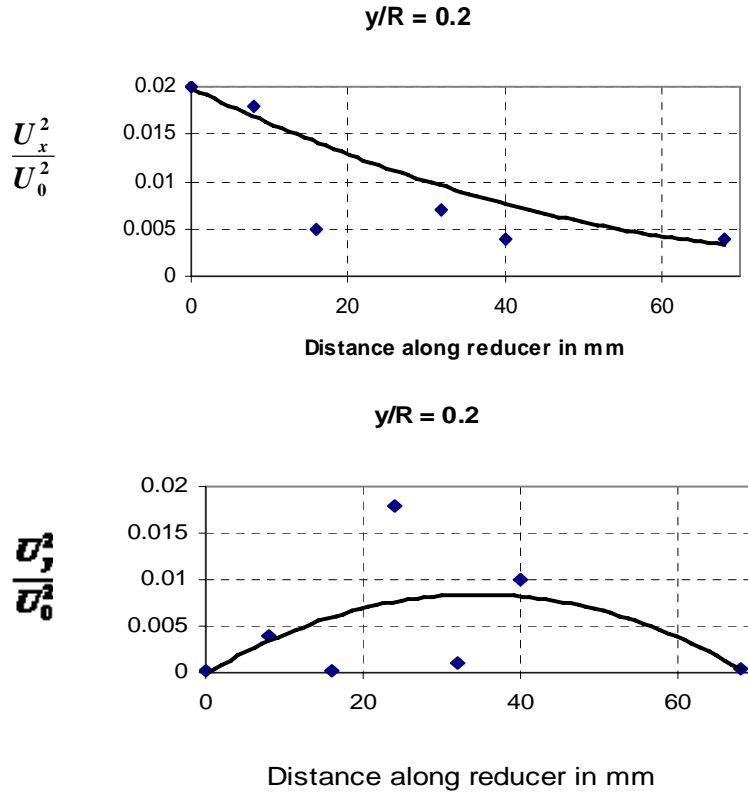 y/R = 0.2
U_x^2
U_0^2
0.02
0.015
0.01
0.005
0
0 20 40 60
Distance along reducer in mm
y/R = 0.2
U_y^2
U_0^2
0.02
0.015
0.01
0.005
0
0 20 40 60
Distance along reducer in mm